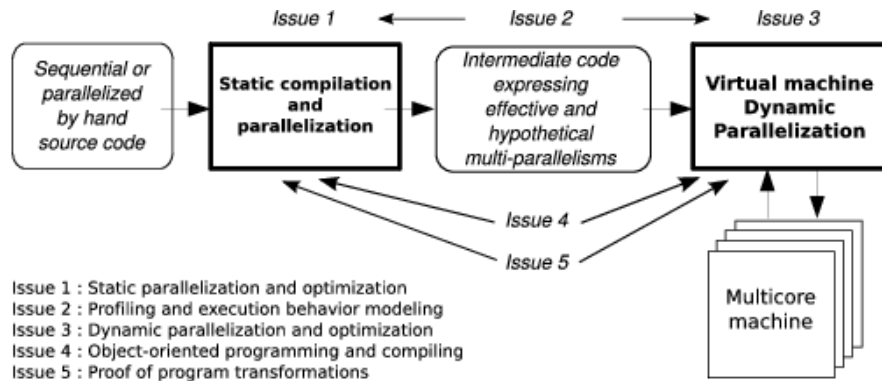 Issue 1
Issue 2
Issue 3
Sequential or
parallelized
by hand
source code
Static compilation
and
parallelization
Intermediate code
expressing
effective and
hypothetical
multi-parallelisms
Virtual machine
Dynamic
Parallelization
Issue 4
Issue 5
Multicore
machine
Issue 1 : Static parallelization and optimization
Issue 2 : Profiling and execution behavior modeling
Issue 3 : Dynamic parallelization and optimization
Issue 4 : Object-oriented programming and compiling
Issue 5 : Proof of program transformations